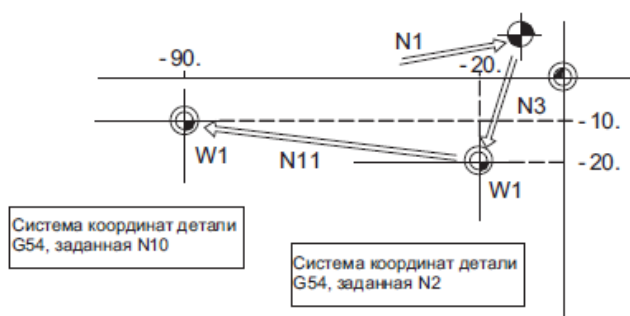 N1
-90.
-20.
N3
-10.
W1
N11
-20.
W1
Система координат детали
G54, заданная N10
Система координат детали
G54, заданная N2